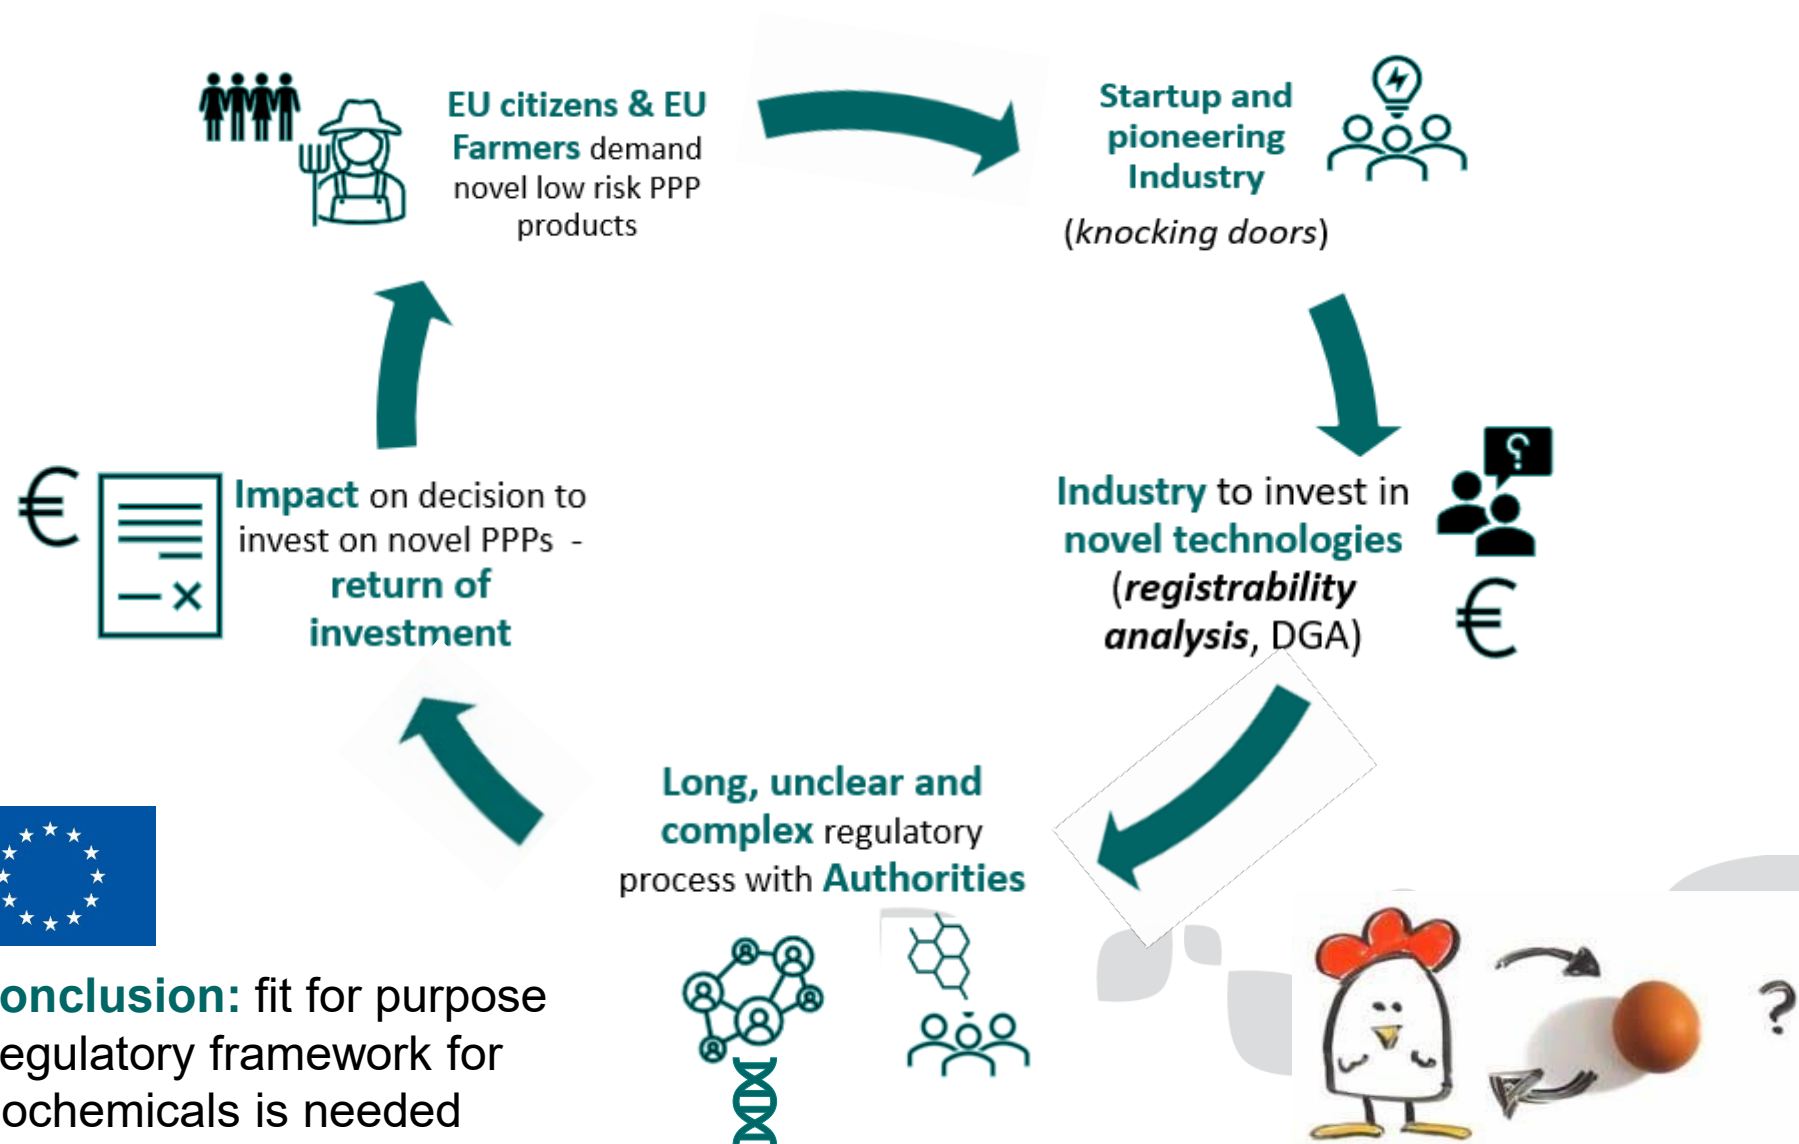 EU citizens & EU
Farmers demand
novel low risk PPP
products
Startup and
pioneering
Industry
(knocking doors)
Industry to invest in
novel technologies
(registrability
analysis, DGA)
Long, unclear and
complex regulatory
process with Authorities
Impact on decision to
invest on novel PPPs -
return of
investment
onclusion: fit for purpose
egulatory framework for
ochemicals is needed
€
€
?
?